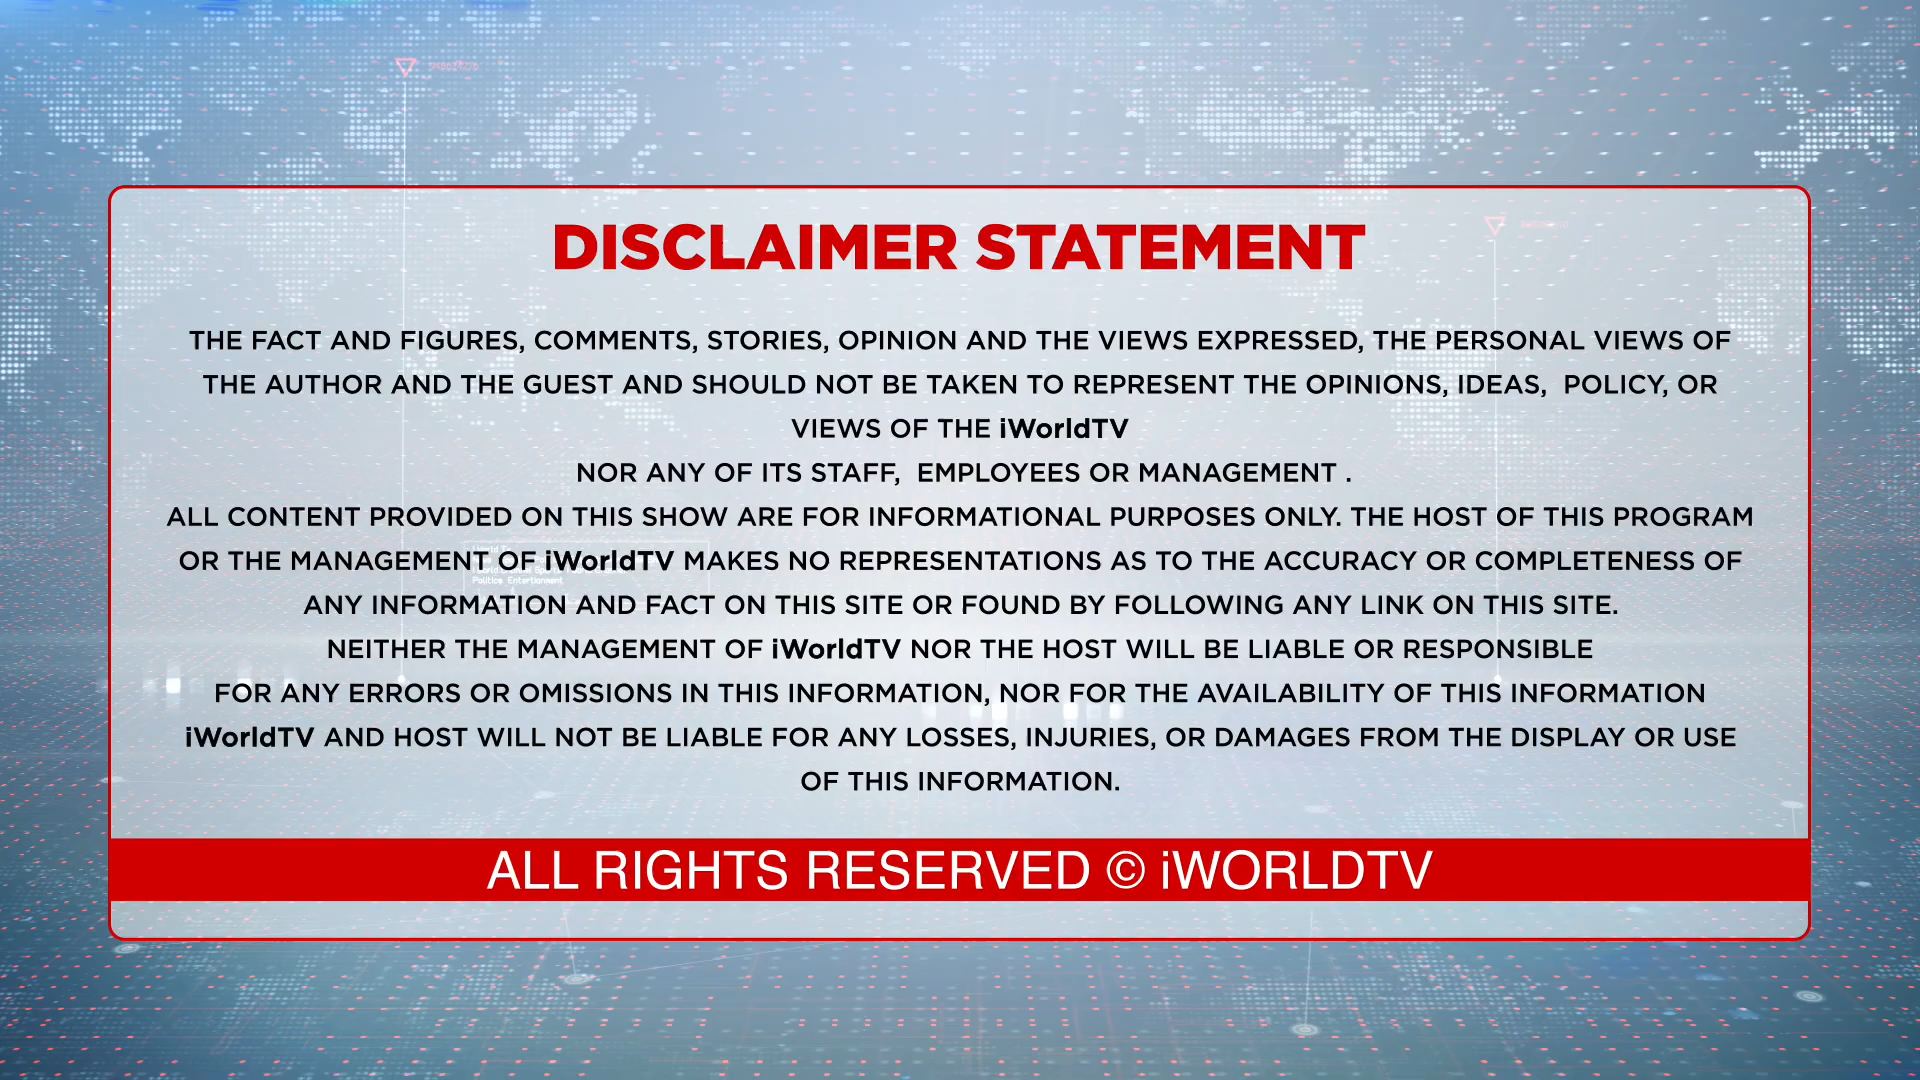 DISCLAIMER STATEMENT
THE FACT AND FIGURES, COMMENTS, STORIES, OPINION AND THE VIEWS EXPRESSED, THE PERSONAL VIEWS OF
THE AUTHOR AND THE GUEST AND SHOULD NOT BE TAKEN TO REPRESENT THE OPINIONS, IDEAS, POLICY, OR
VIEWS OF THE iWorldTV
NOR ANY OF ITS STAFF, EMPLOYEES OR MANAGEMENT .
ALL CONTENT PROVIDED ON THIS SHOW ARE FOR INFORMATIONAL PURPOSES ONLY. THE HOST OF THIS PROGRAM
OR THE MANAGEMENT OF iWorldTV MAKES NO REPRESENTATIONS AS TO THE ACCURACY OR COMPLETENESS OF
Politics Entertionment
ANY INFORMATION AND FACT ON THIS SITE OR FOUND BY FOLLOWING ANY LINK ON THIS SITE.
NEITHER THE MANAGEMENT OF iWorldTV NOR THE HOST WILL BE LIABLE OR RESPONSIBLE
FOR ANY ERRORS OR OMISSIONS IN THIS INFORMATION, NOR FOR THE AVAILABILITY OF THIS INFORMATION
iWorldTV AND HOST WILL NOT BE LIABLE FOR ANY LOSSES, INJURIES, OR DAMAGES FROM THE DISPLAY OR USE
OF THIS INFORMATION.
ALL RIGHTS RESERVED © iWORLDTV